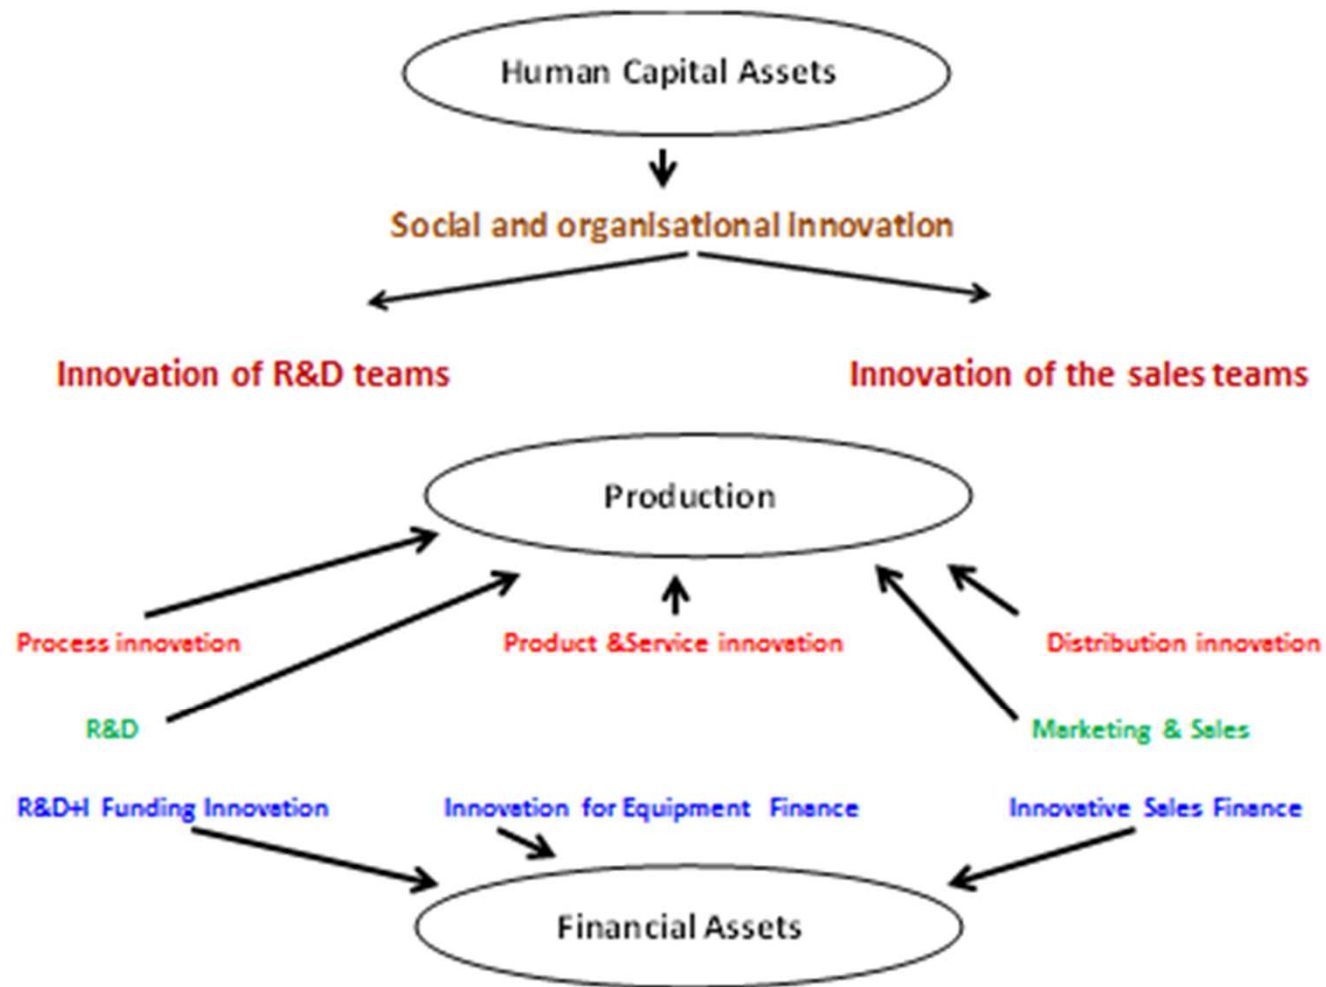 Human Capital Assets
Social and organisational innovation
Innovation of R&D teams
Innovation of the sales teams
Production
Process innovation
Product &Service innovation
Distribution innovation
R&D
Marketing & Sales
R&D+I Funding Innovation
Innovation for Equipment Finance
Innovative Sales Finance
Financial Assets